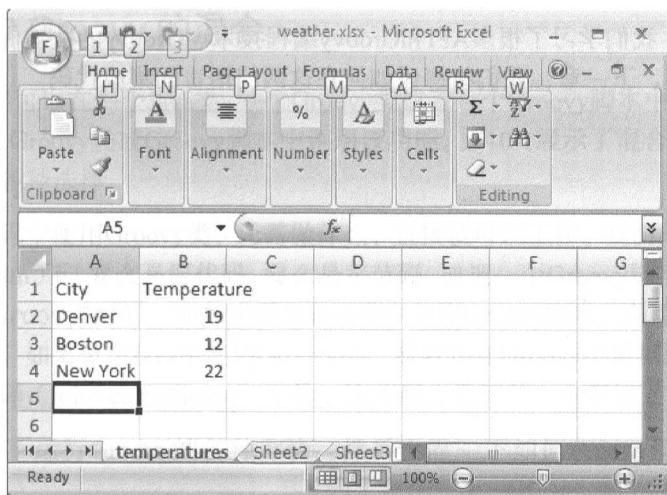 weather.xlsx - Microsoft Excel
F 1 2 3
Home Insert Page Layout Formulas Data Review View
H N P M A R W
Paste Font Alignment Number Styles Cells
Clipboard Editing
A5 fx
A B C D E F G
1 City Temperature
2 Denver 19
3 Boston 12
4 New York 22
5
6
temperatures Sheet2 Sheet3
Ready 100%